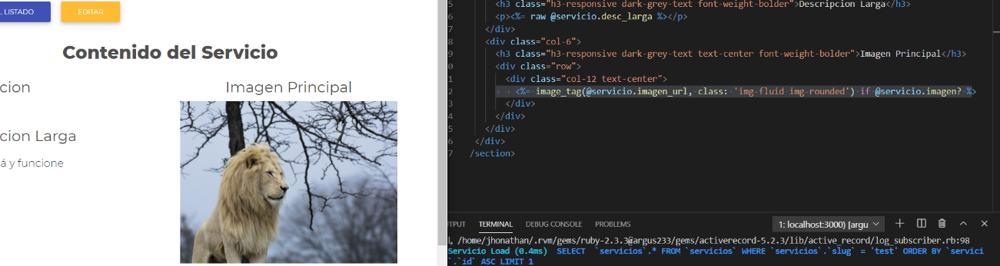 L LISTADO
EDITAR
Contenido del Servicio
cion
Imagen Principal
cion Larga
á y funcione
5 <h3 class="h3-responsive dark-grey-text font-weight-bolder">Descripcion Larga</h3>
6 <p><%= raw @servicio.desc_larga %></p>
7 </div>
8 <div class="col-6">
9 <h3 class="h3-responsive dark-grey-text text-center font-weight-bolder">Imagen Principal</h3>
0 <div class="row">
1 <div class="col-12 text-center">
2 <%= image_tag(@servicio.imagen_url, class: 'img-fluid img-rounded') if @servicio.imagen? %>
3 </div>
4 </div>
5 </div>
6 </div>
7 /section>
TPUT TERMINAL DEBUG CONSOLE PROBLEMS 1: localhost:3000) [argu
/home/jhonathan/.rvm/gems/ruby-2.3.3@argus233/gems/activerecord-5.2.3/lib/active_record/log_subscriber.rb:98
Servicio Load (0.4ms) SELECT `servicios`.* FROM `servicios` WHERE `servicios`.`slug` = 'test' ORDER BY `servici
`.`id` ASC LIMIT 1